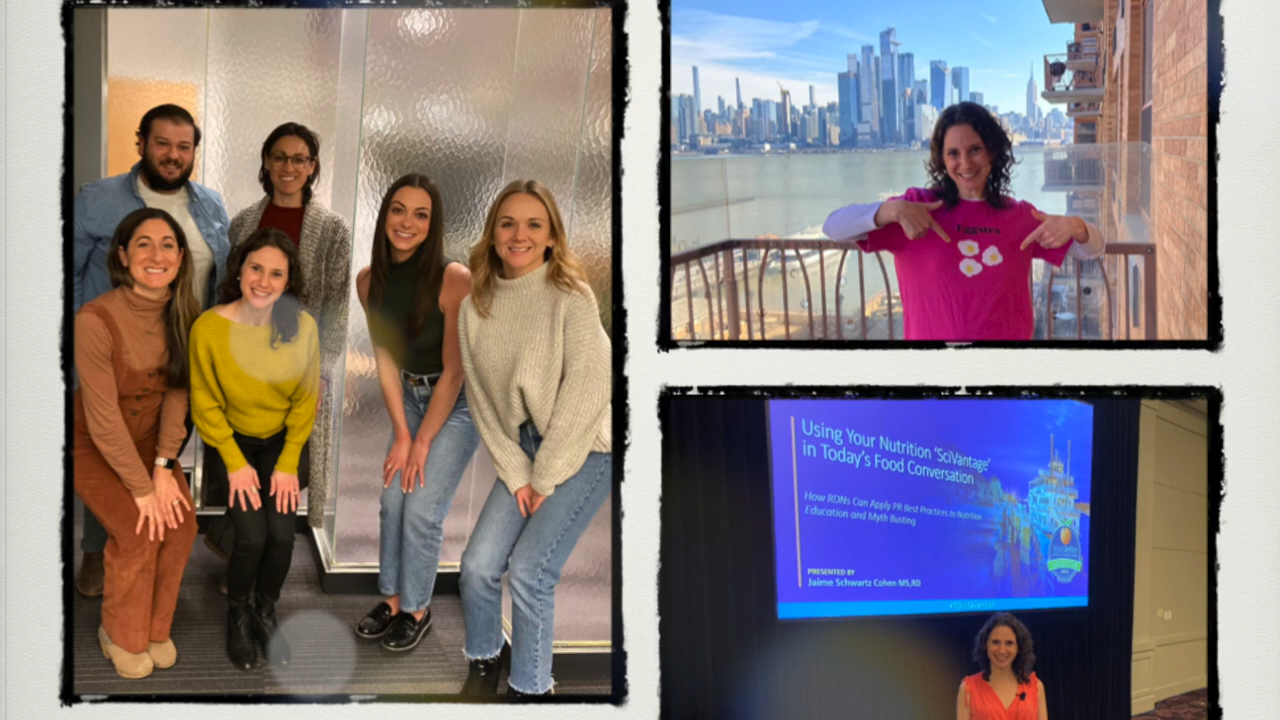 Eggstra
Using Your Nutrition 'SciVantage'
in Today's Food Conversation
How RDNs Can Apply PR Best Practices to Nutrition
Education and Myth Busting
PRESENTED BY
Jaime Schwartz Cohen MS,RD